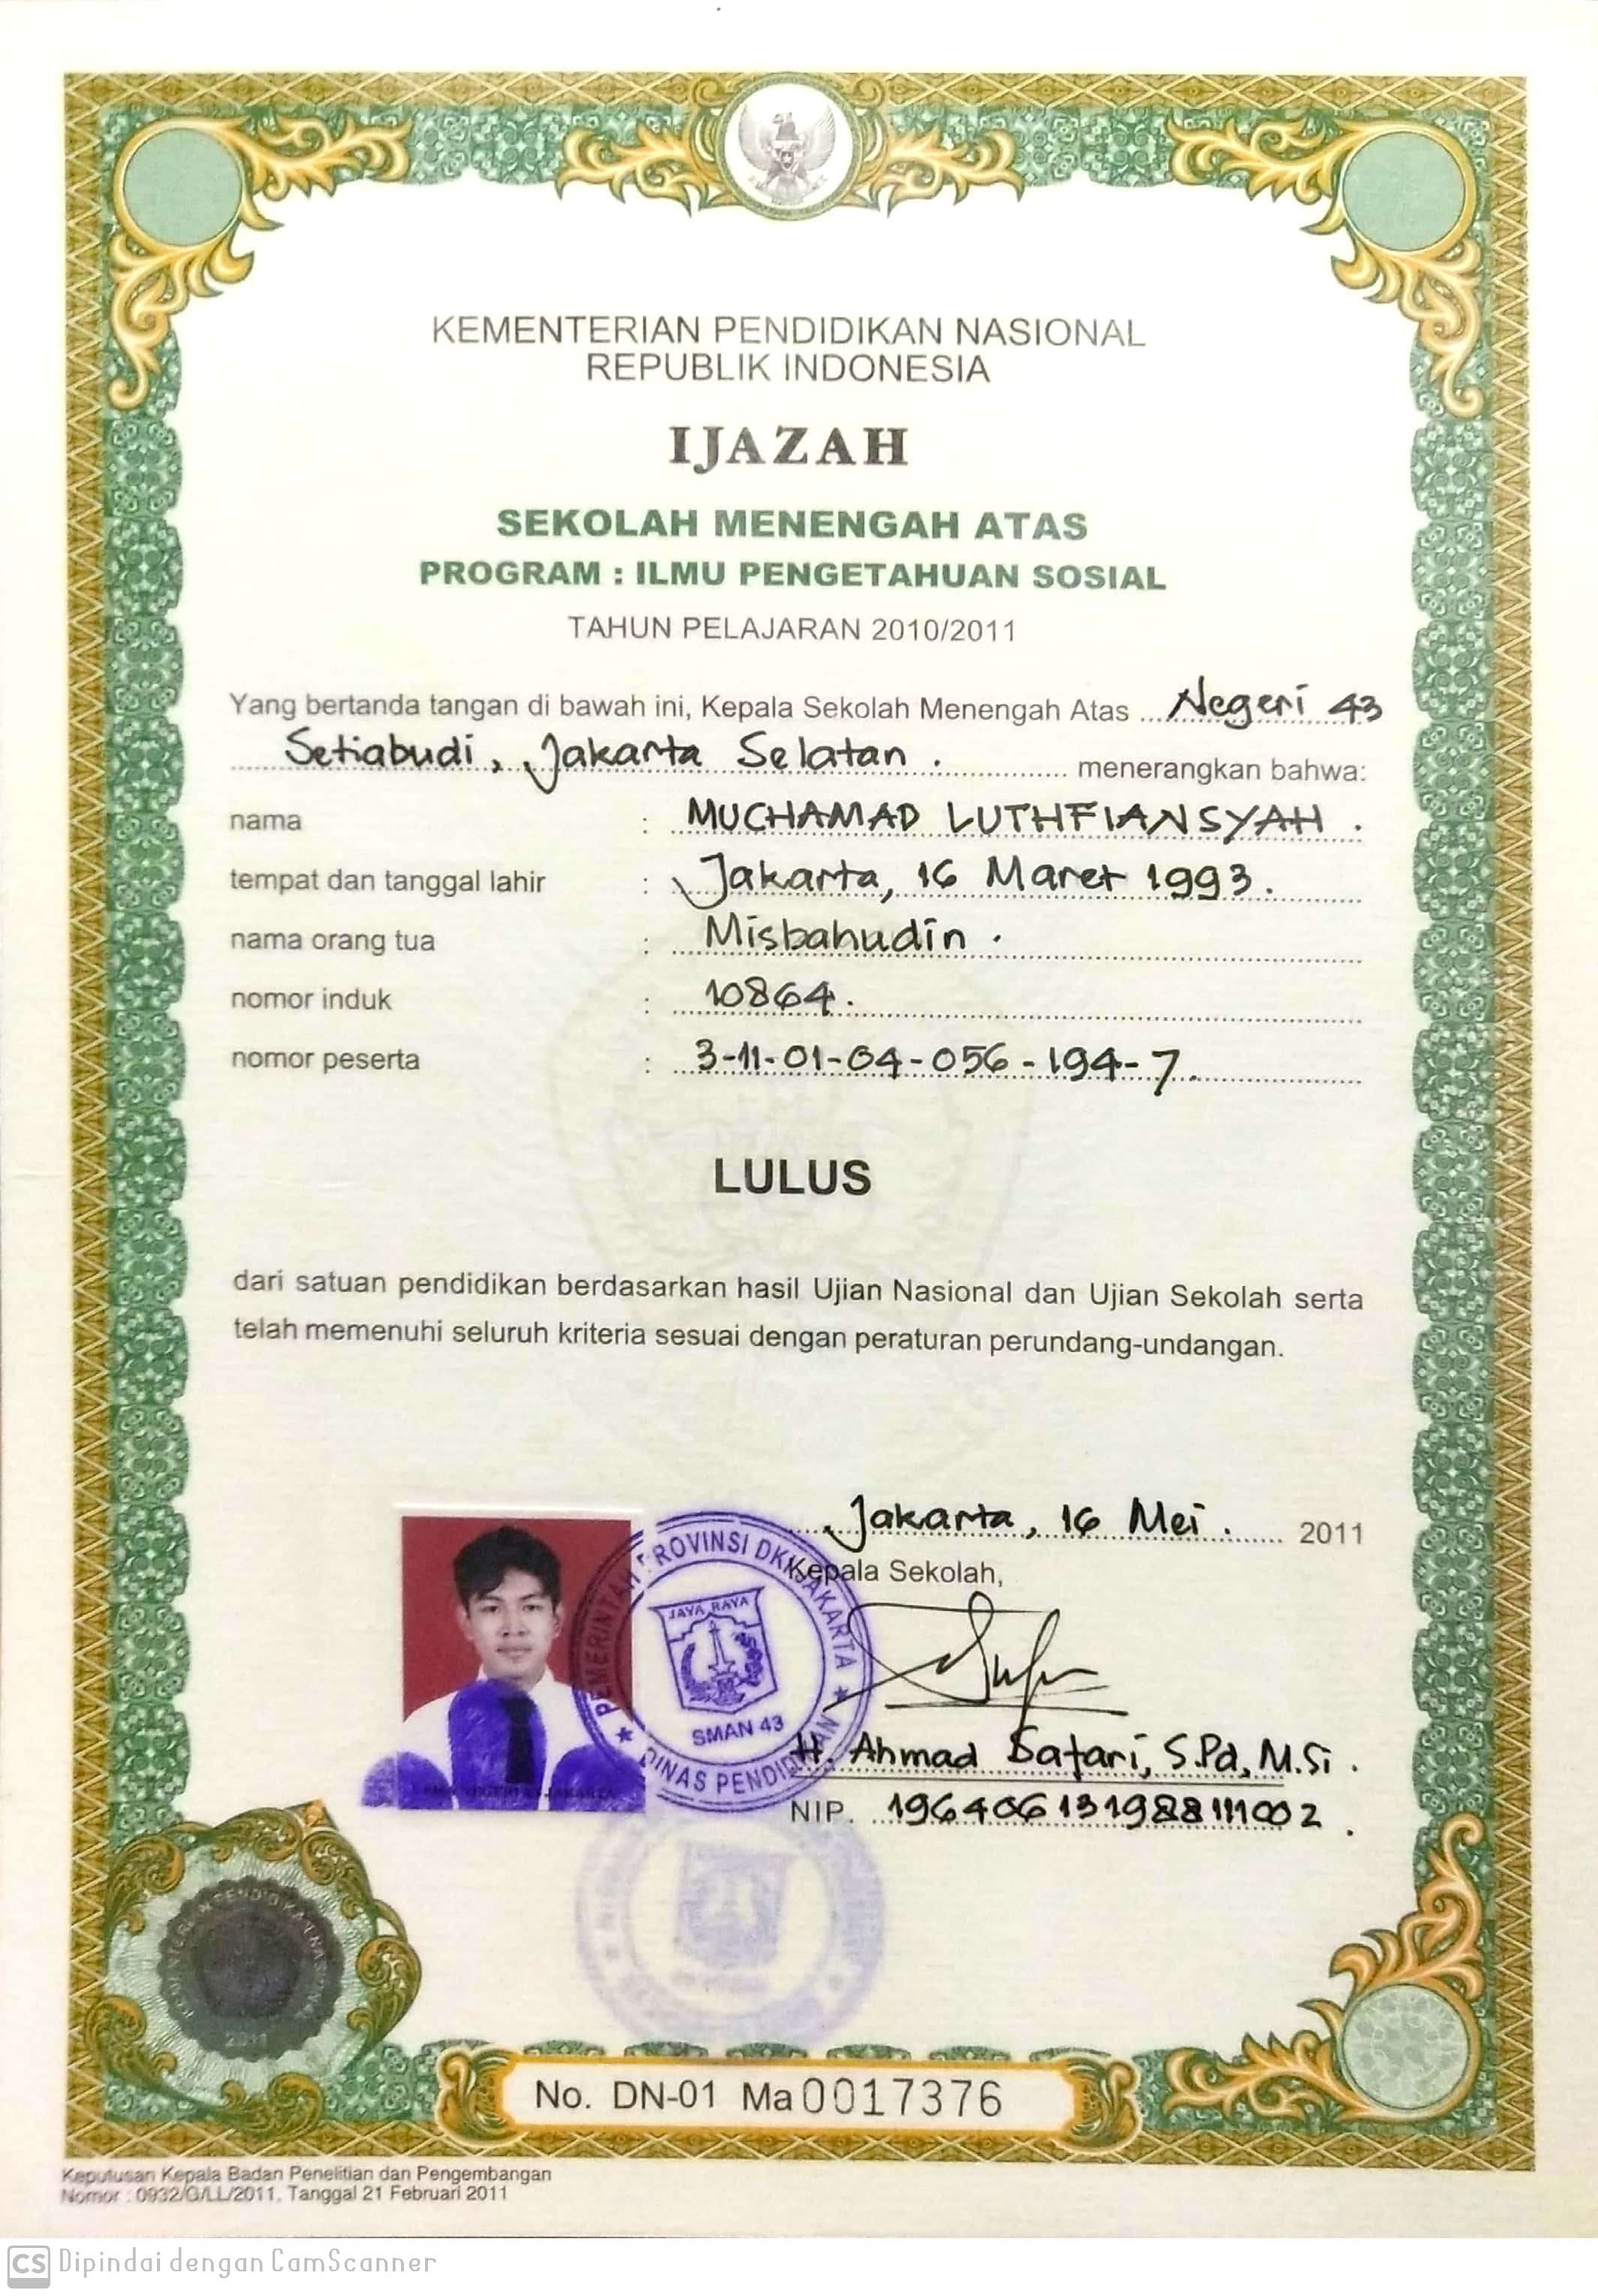 KEMENTERIAN PENDIDIKAN NASIONAL
REPUBLIK INDONESIA
IJAZAH
SEKOLAH MENENGAH ATAS
PROGRAM : ILMU PENGETAHUAN SOSIAL
TAHUN PELAJARAN 2010/2011
Yang bertanda tangan di bawah ini, Kepala Sekolah Menengah Atas Negeri 43
Setiabudi, Jakarta Selatan. menerangkan bahwa:
nama : MUCHAMAD LUTHFIANSYAH.
tempat dan tanggal lahir : Jakarta, 16 Maret 1993.
nama orang tua : Misbahudin.
nomor induk : 10864.
nomor peserta : 3-11-01-04-056-194-7.
LULUS
dari satuan pendidikan berdasarkan hasil Ujian Nasional dan Ujian Sekolah serta
telah memenuhi seluruh kriteria sesuai dengan peraturan perundang-undangan.
Jakarta, 16 Mei. 2011
Kepala Sekolah,
PEMERINTAH PROVINSI DKI JAKARTA
JAYA RAYA
SMAN 43
DINAS PENDIDIKAN
H. Ahmad Safari, S.Pd, M.Si.
NIP. 196406131988111002.
2011
No. DN-01 Ma 0017376
Keputusan Kepala Badan Penelitian dan Pengembangan
Nomor : 0932/G/LL/2011, Tanggal 21 Februari 2011
CS Dipindai dengan CamScanner